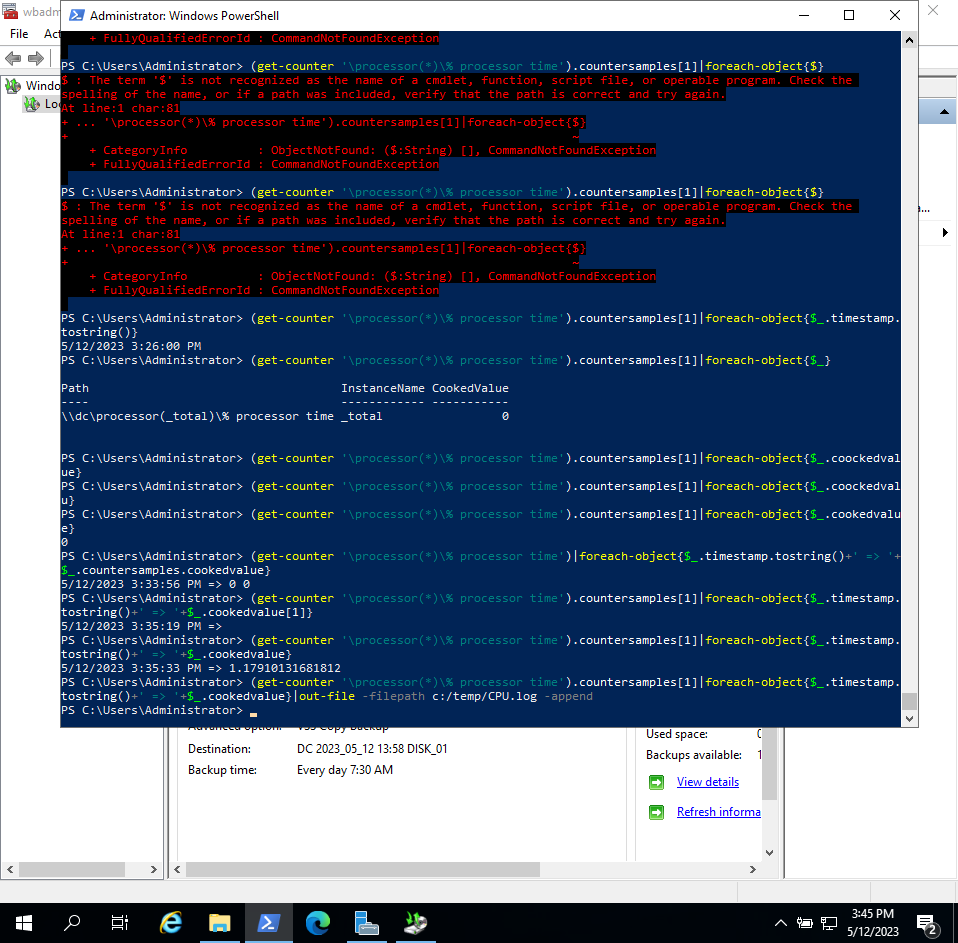 wbadm
Administrator: Windows PowerShell
File
Act
Windo
Loc
+ FullyQualifiedErrorId : CommandNotFoundException
PS C:\Users\Administrator> (get-counter '\processor(*)\% processor time').countersamples[1]|foreach-object{$}
$ : The term '$' is not recognized as the name of a cmdlet, function, script file, or operable program. Check the
spelling of the name, or if a path was included, verify that the path is correct and try again.
At line:1 char:81
+ ... '\processor(*)\% processor time').countersamples[1]|foreach-object{$}
+ ~
+ CategoryInfo : ObjectNotFound: ($:String) [], CommandNotFoundException
+ FullyQualifiedErrorId : CommandNotFoundException
PS C:\Users\Administrator> (get-counter '\processor(*)\% processor time').countersamples[1]|foreach-object{$}
$ : The term '$' is not recognized as the name of a cmdlet, function, script file, or operable program. Check the
spelling of the name, or if a path was included, verify that the path is correct and try again.
At line:1 char:81
+ ... '\processor(*)\% processor time').countersamples[1]|foreach-object{$}
+ ~
+ CategoryInfo : ObjectNotFound: ($:String) [], CommandNotFoundException
+ FullyQualifiedErrorId : CommandNotFoundException
PS C:\Users\Administrator> (get-counter '\processor(*)\% processor time').countersamples[1]|foreach-object{$_.timestamp.
tostring()}
5/12/2023 3:26:00 PM
PS C:\Users\Administrator> (get-counter '\processor(*)\% processor time').countersamples[1]|foreach-object{$_}
Path InstanceName CookedValue
---- ------------ -----------
\\dc\processor(_total)\% processor time _total 0
PS C:\Users\Administrator> (get-counter '\processor(*)\% processor time').countersamples[1]|foreach-object{$_.coockedval
ue}
PS C:\Users\Administrator> (get-counter '\processor(*)\% processor time').countersamples[1]|foreach-object{$_.coockedval
u}
PS C:\Users\Administrator> (get-counter '\processor(*)\% processor time').countersamples[1]|foreach-object{$_.cookedvalu
e}
0
PS C:\Users\Administrator> (get-counter '\processor(*)\% processor time')|foreach-object{$_.timestamp.tostring()+' => '+
$_.countersamples.cookedvalue}
5/12/2023 3:33:56 PM => 0 0
PS C:\Users\Administrator> (get-counter '\processor(*)\% processor time').countersamples[1]|foreach-object{$_.timestamp.
tostring()+' => '+$_.cookedvalue[1]}
5/12/2023 3:35:19 PM =>
PS C:\Users\Administrator> (get-counter '\processor(*)\% processor time').countersamples[1]|foreach-object{$_.timestamp.
tostring()+' => '+$_.cookedvalue}
5/12/2023 3:35:33 PM => 1.17910131681812
PS C:\Users\Administrator> (get-counter '\processor(*)\% processor time').countersamples[1]|foreach-object{$_.timestamp.
tostring()+' => '+$_.cookedvalue}|out-file -filepath c:/temp/CPU.log -append
PS C:\Users\Administrator>
a...
Advanced option: VSS Copy Backup
Destination: DC 2023_05_12 13:58 DISK_01
Backup time: Every day 7:30 AM
Used space:
Backups available: 1
View details
Refresh informa
3:45 PM
5/12/2023
2